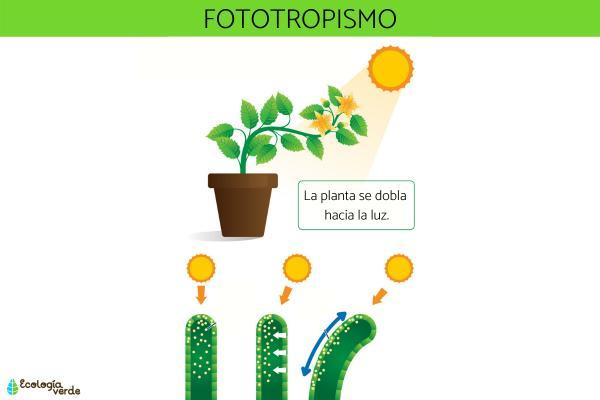 FOTOTROPISMO
La planta se dobla
hacia la luz.
Ecología
verde